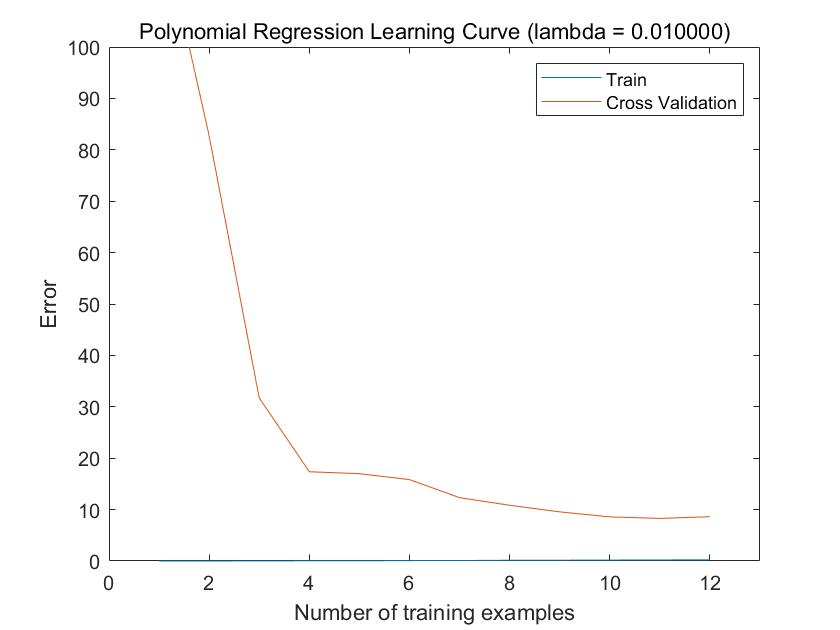 Polynomial Regression Learning Curve (lambda = 0.010000)
100
90
80
70
60
50
40
30
20
10
0
Error
Train
Cross Validation
0 2 4 6 8 10 12
Number of training examples